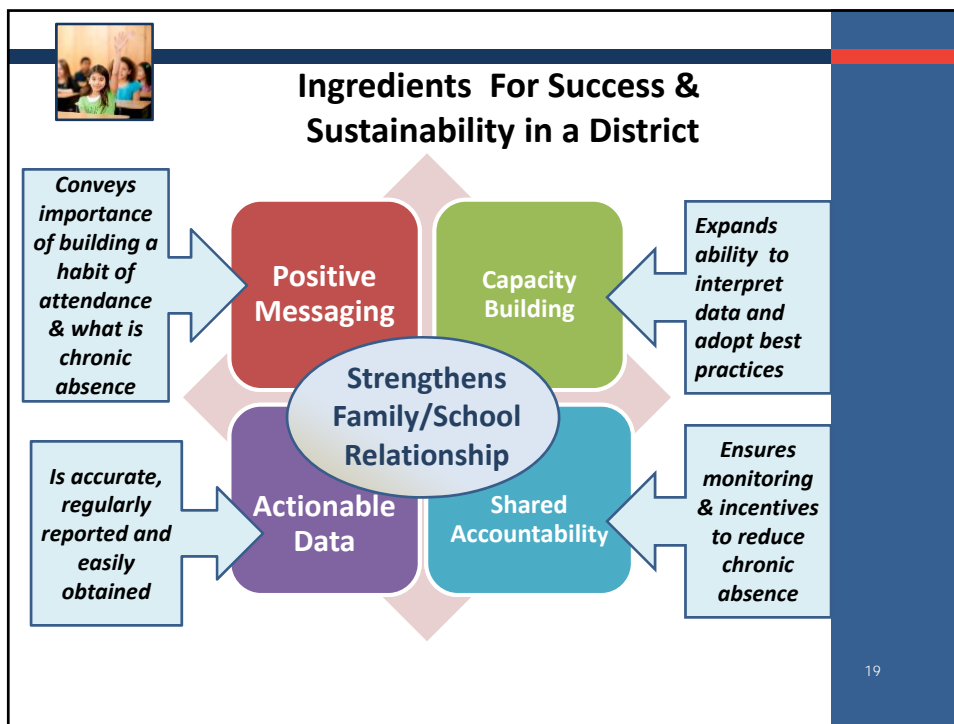 Ingredients For Success &
Sustainability in a District
Conveys
importance
of building a
habit of
attendance
& what is
chronic
absence
Positive
Messaging
Capacity
Building
Expands
ability to
interpret
data and
adopt best
practices
Strengthens
Family/School
Relationship
Is accurate,
regularly
reported and
easily
obtained
Actionable
Data
Shared
Accountability
Ensures
monitoring
& incentives
to reduce
chronic
absence
19